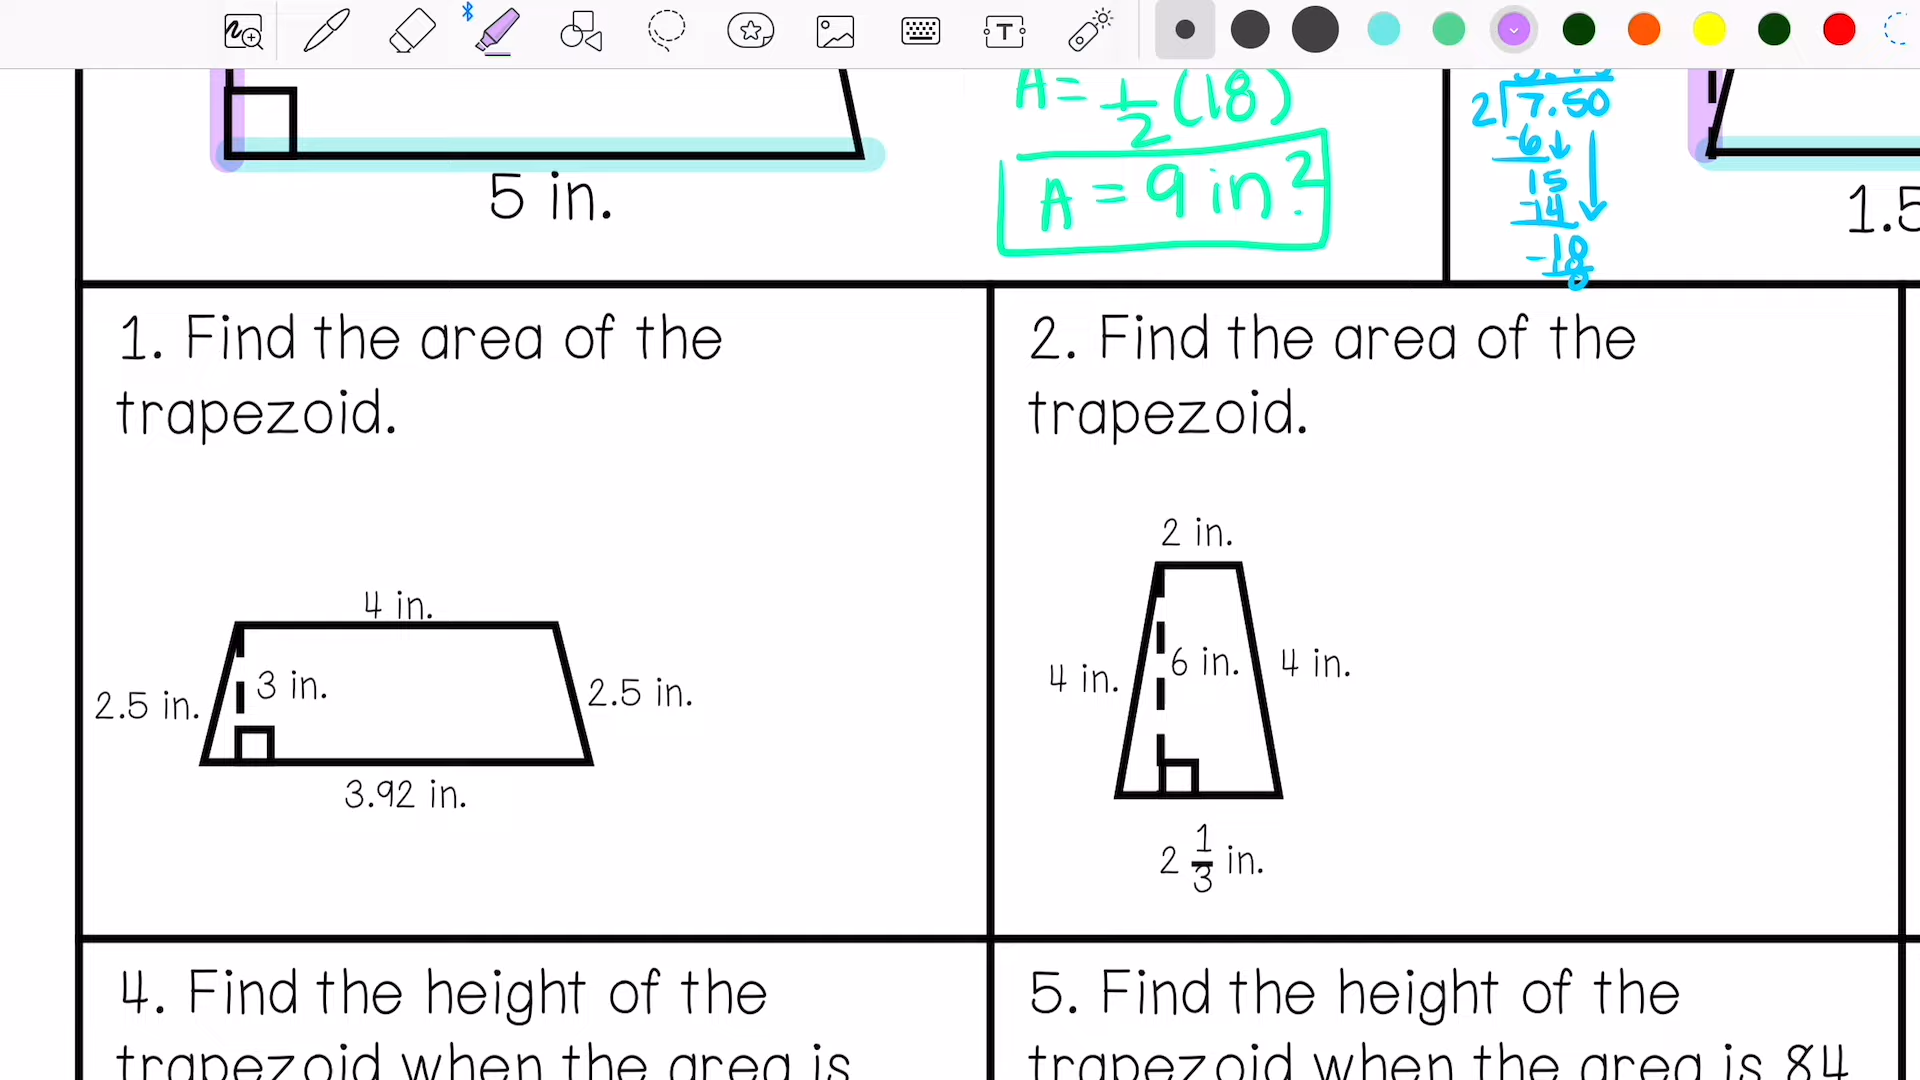 T
A = 1/2 (18)
A = 9 in.²
5 in.
2 7.50
-6
15
-14
-18
1.5
1. Find the area of the
trapezoid.
4 in.
3 in.
2.5 in.
2.5 in.
3.92 in.
2. Find the area of the
trapezoid.
2 in.
4 in.
6 in.
4 in.
2 1/3 in.
4. Find the height of the
trapezoid when the area is
5. Find the height of the
trapezoid when the area is 84